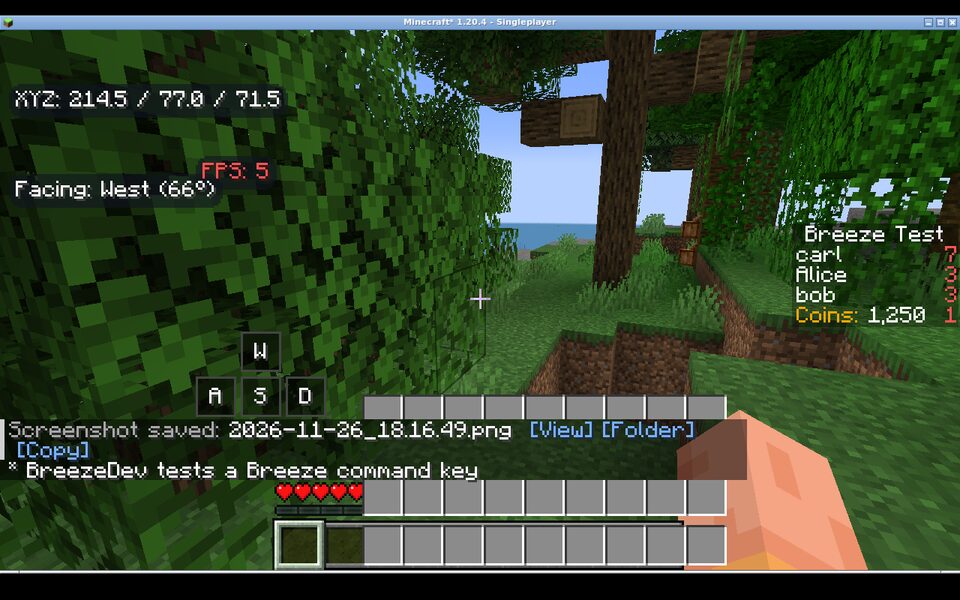 Minecraft* 1.20.4 - Singleplayer
XYZ: 214.5 / 77.0 / 71.5
FPS: 5
Facing: West (66º)
Breeze Test
carl 7
Alice 3
bob 3
Coins: 1,250 1
W
A S D
Screenshot saved: 2026-11-26_18.16.49.png [View] [Folder]
[Copy]
* BreezeDev tests a Breeze command key